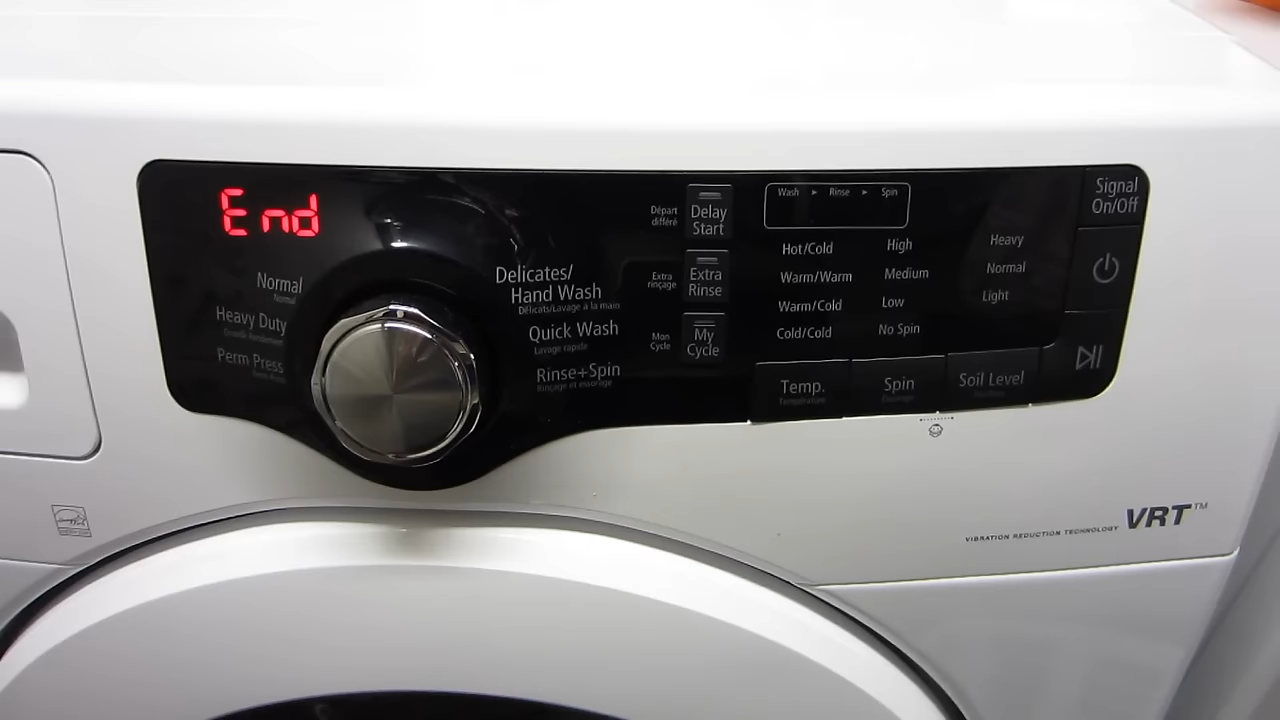 End
Normal
Normal
Heavy Duty
Perm Press
Delicates/
Hand Wash
Délicats/Lavage à la main
Quick Wash
Lavage rapide
Rinse+Spin
Rinçage et essorage
Départ
différé
Delay
Start
Extra
rinçage
Extra
Rinse
Mon
Cycle
My
Cycle
Wash ► Rinse ► Spin
Hot/Cold
Warm/Warm
Warm/Cold
Cold/Cold
High
Medium
Low
No Spin
Heavy
Normal
Light
Temp.
Température
Spin
Essorage
Soil Level
Signal
On/Off
VIBRATION REDUCTION TECHNOLOGY VRT™